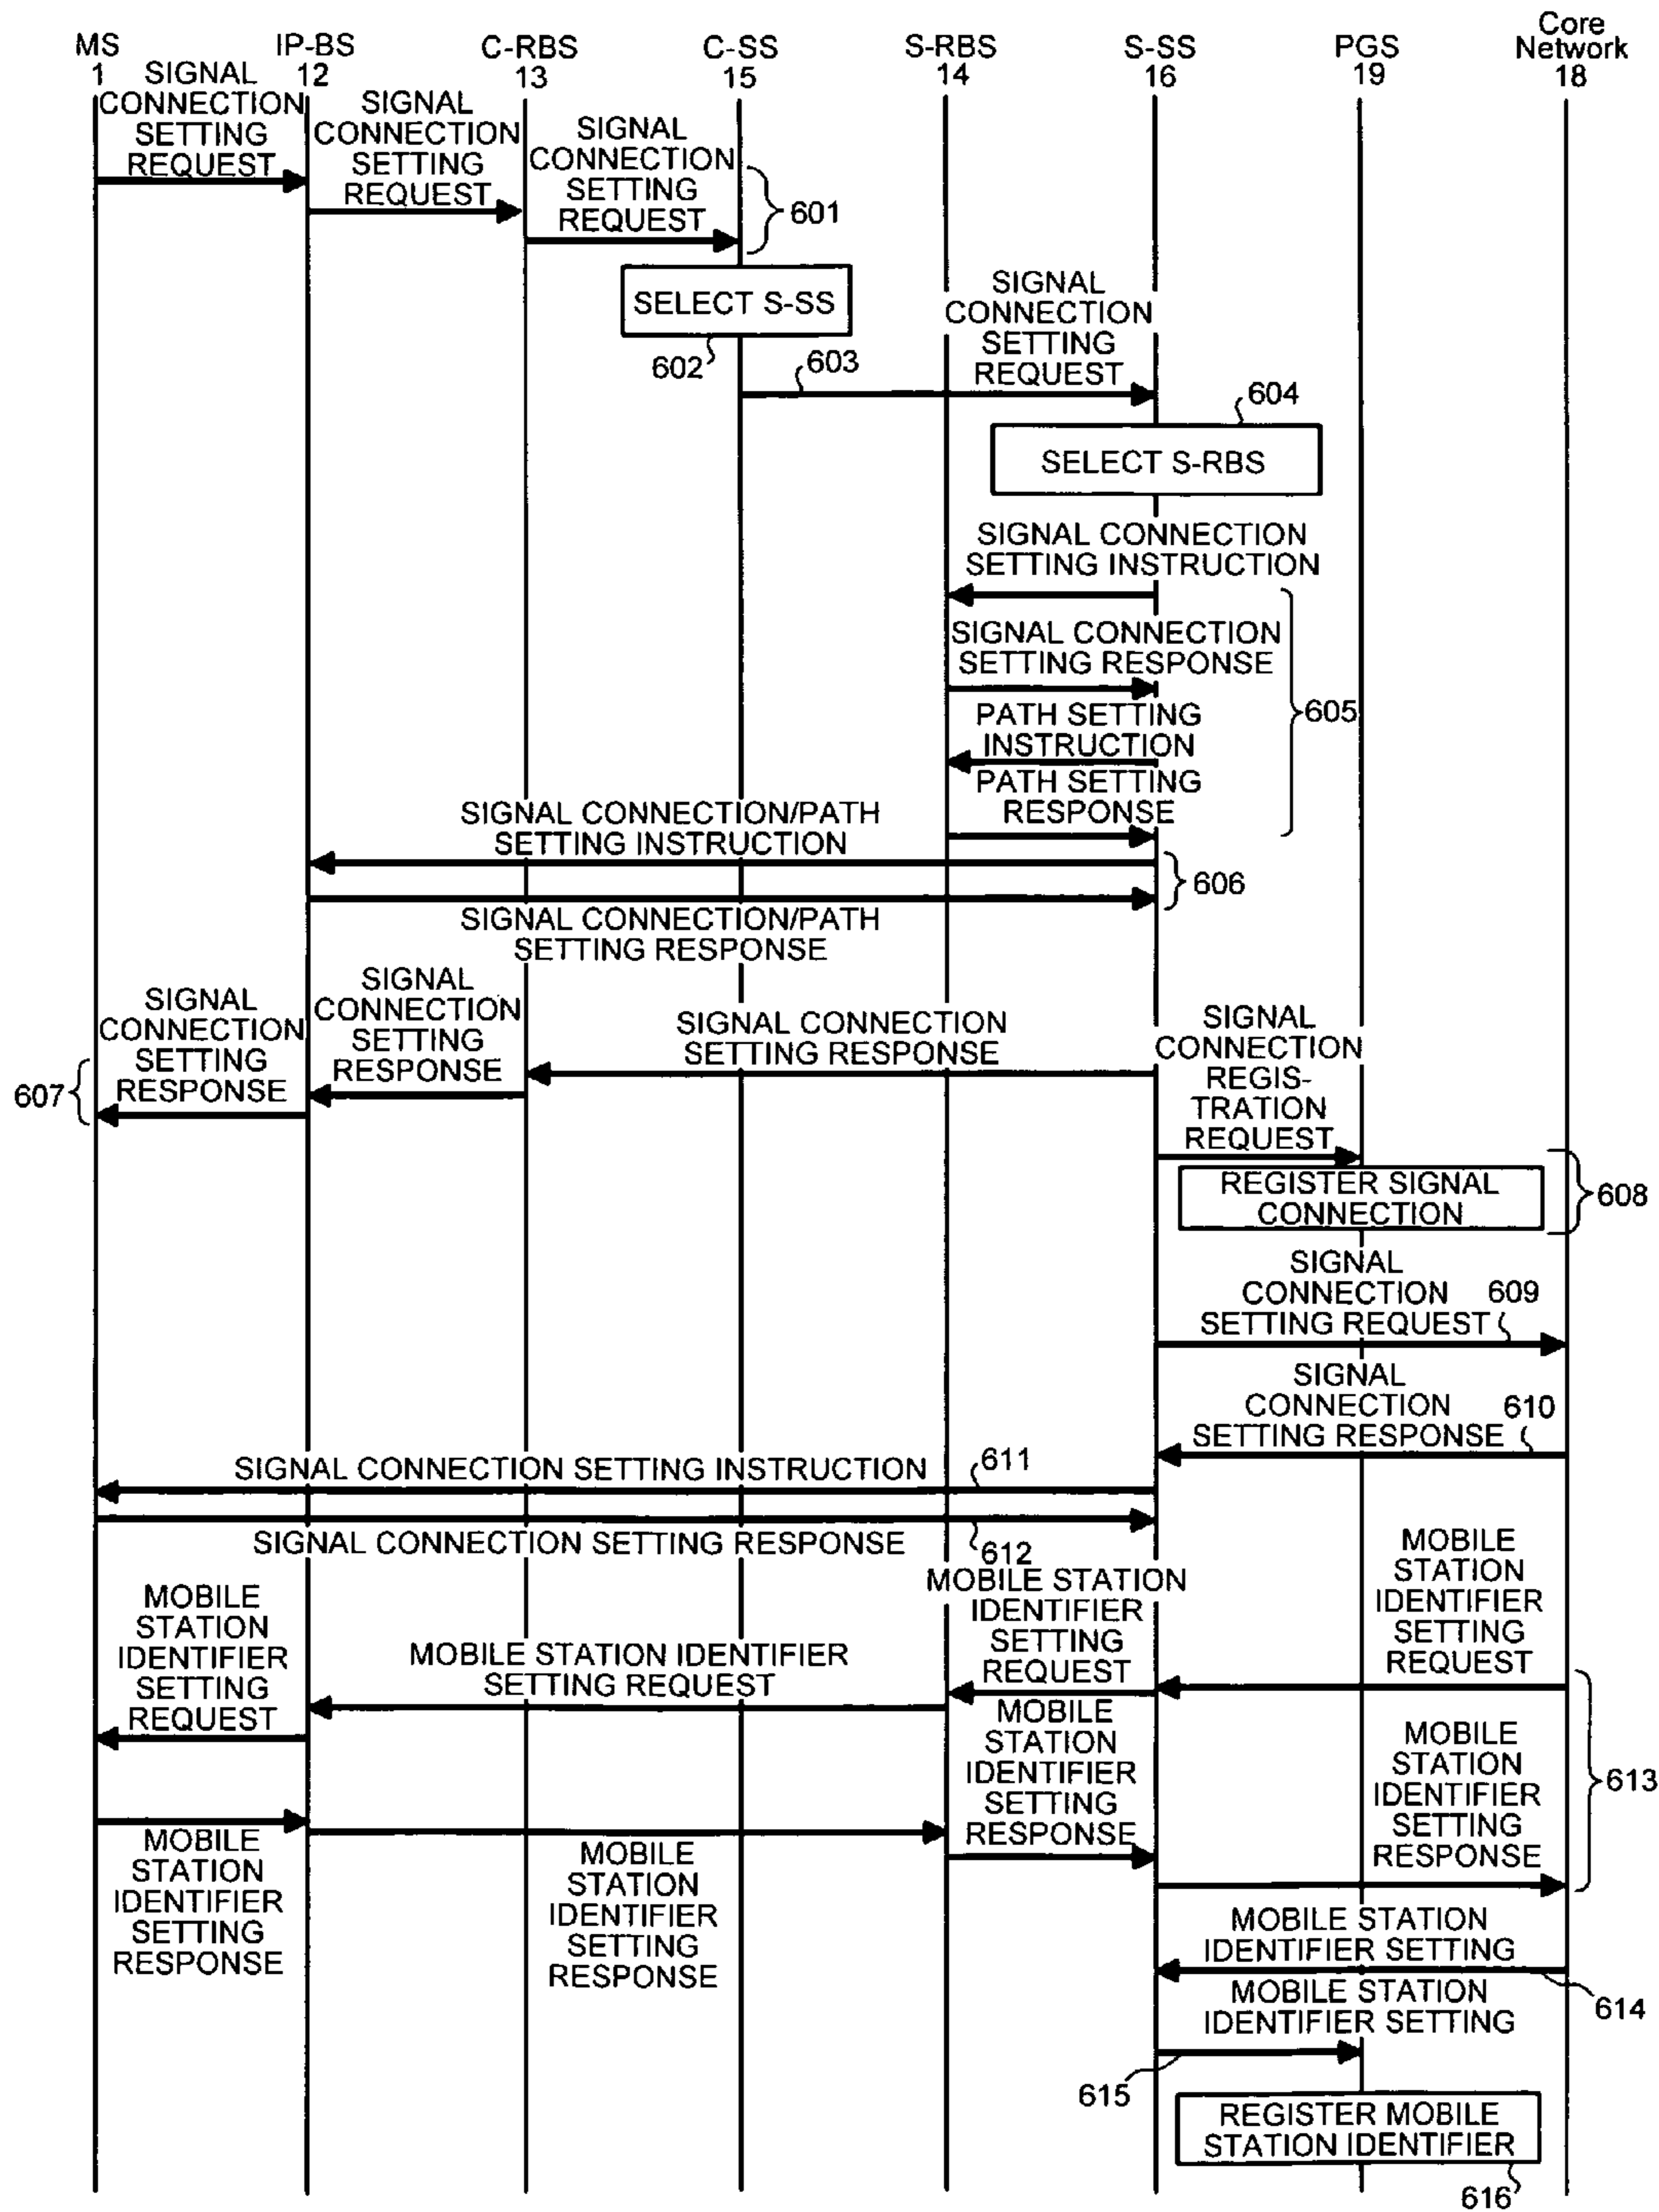 MS
1
IP-BS
12
C-RBS
13
C-SS
15
S-RBS
14
S-SS
16
PGS
19
Core
Network
18
SIGNAL
CONNECTION
SETTING
REQUEST
SIGNAL
CONNECTION
SETTING
REQUEST
SIGNAL
CONNECTION
SETTING
REQUEST
601
SELECT S-SS
602
603
SIGNAL
CONNECTION
SETTING
REQUEST
604
SELECT S-RBS
SIGNAL CONNECTION
SETTING INSTRUCTION
SIGNAL CONNECTION
SETTING RESPONSE
PATH SETTING
INSTRUCTION
PATH SETTING
RESPONSE
605
SIGNAL CONNECTION/PATH
SETTING INSTRUCTION
606
SIGNAL CONNECTION/PATH
SETTING RESPONSE
SIGNAL CONNECTION
SETTING RESPONSE
SIGNAL
CONNECTION
SETTING
RESPONSE
SIGNAL
CONNECTION
SETTING
RESPONSE
607
SIGNAL
CONNECTION
REGIS-
TRATION
REQUEST
REGISTER SIGNAL
CONNECTION
608
SIGNAL
CONNECTION
SETTING REQUEST
609
SIGNAL
CONNECTION
SETTING RESPONSE
610
SIGNAL CONNECTION SETTING INSTRUCTION
611
SIGNAL CONNECTION SETTING RESPONSE
612
MOBILE
STATION
IDENTIFIER
SETTING
REQUEST
MOBILE STATION
IDENTIFIER
SETTING
REQUEST
MOBILE STATION IDENTIFIER
SETTING REQUEST
MOBILE
STATION
IDENTIFIER
SETTING
REQUEST
MOBILE
STATION
IDENTIFIER
SETTING
RESPONSE
MOBILE
STATION
IDENTIFIER
SETTING
RESPONSE
MOBILE
STATION
IDENTIFIER
SETTING
RESPONSE
MOBILE
STATION
IDENTIFIER
SETTING
RESPONSE
613
MOBILE STATION
IDENTIFIER SETTING
614
MOBILE STATION
IDENTIFIER SETTING
615
REGISTER MOBILE
STATION IDENTIFIER
616